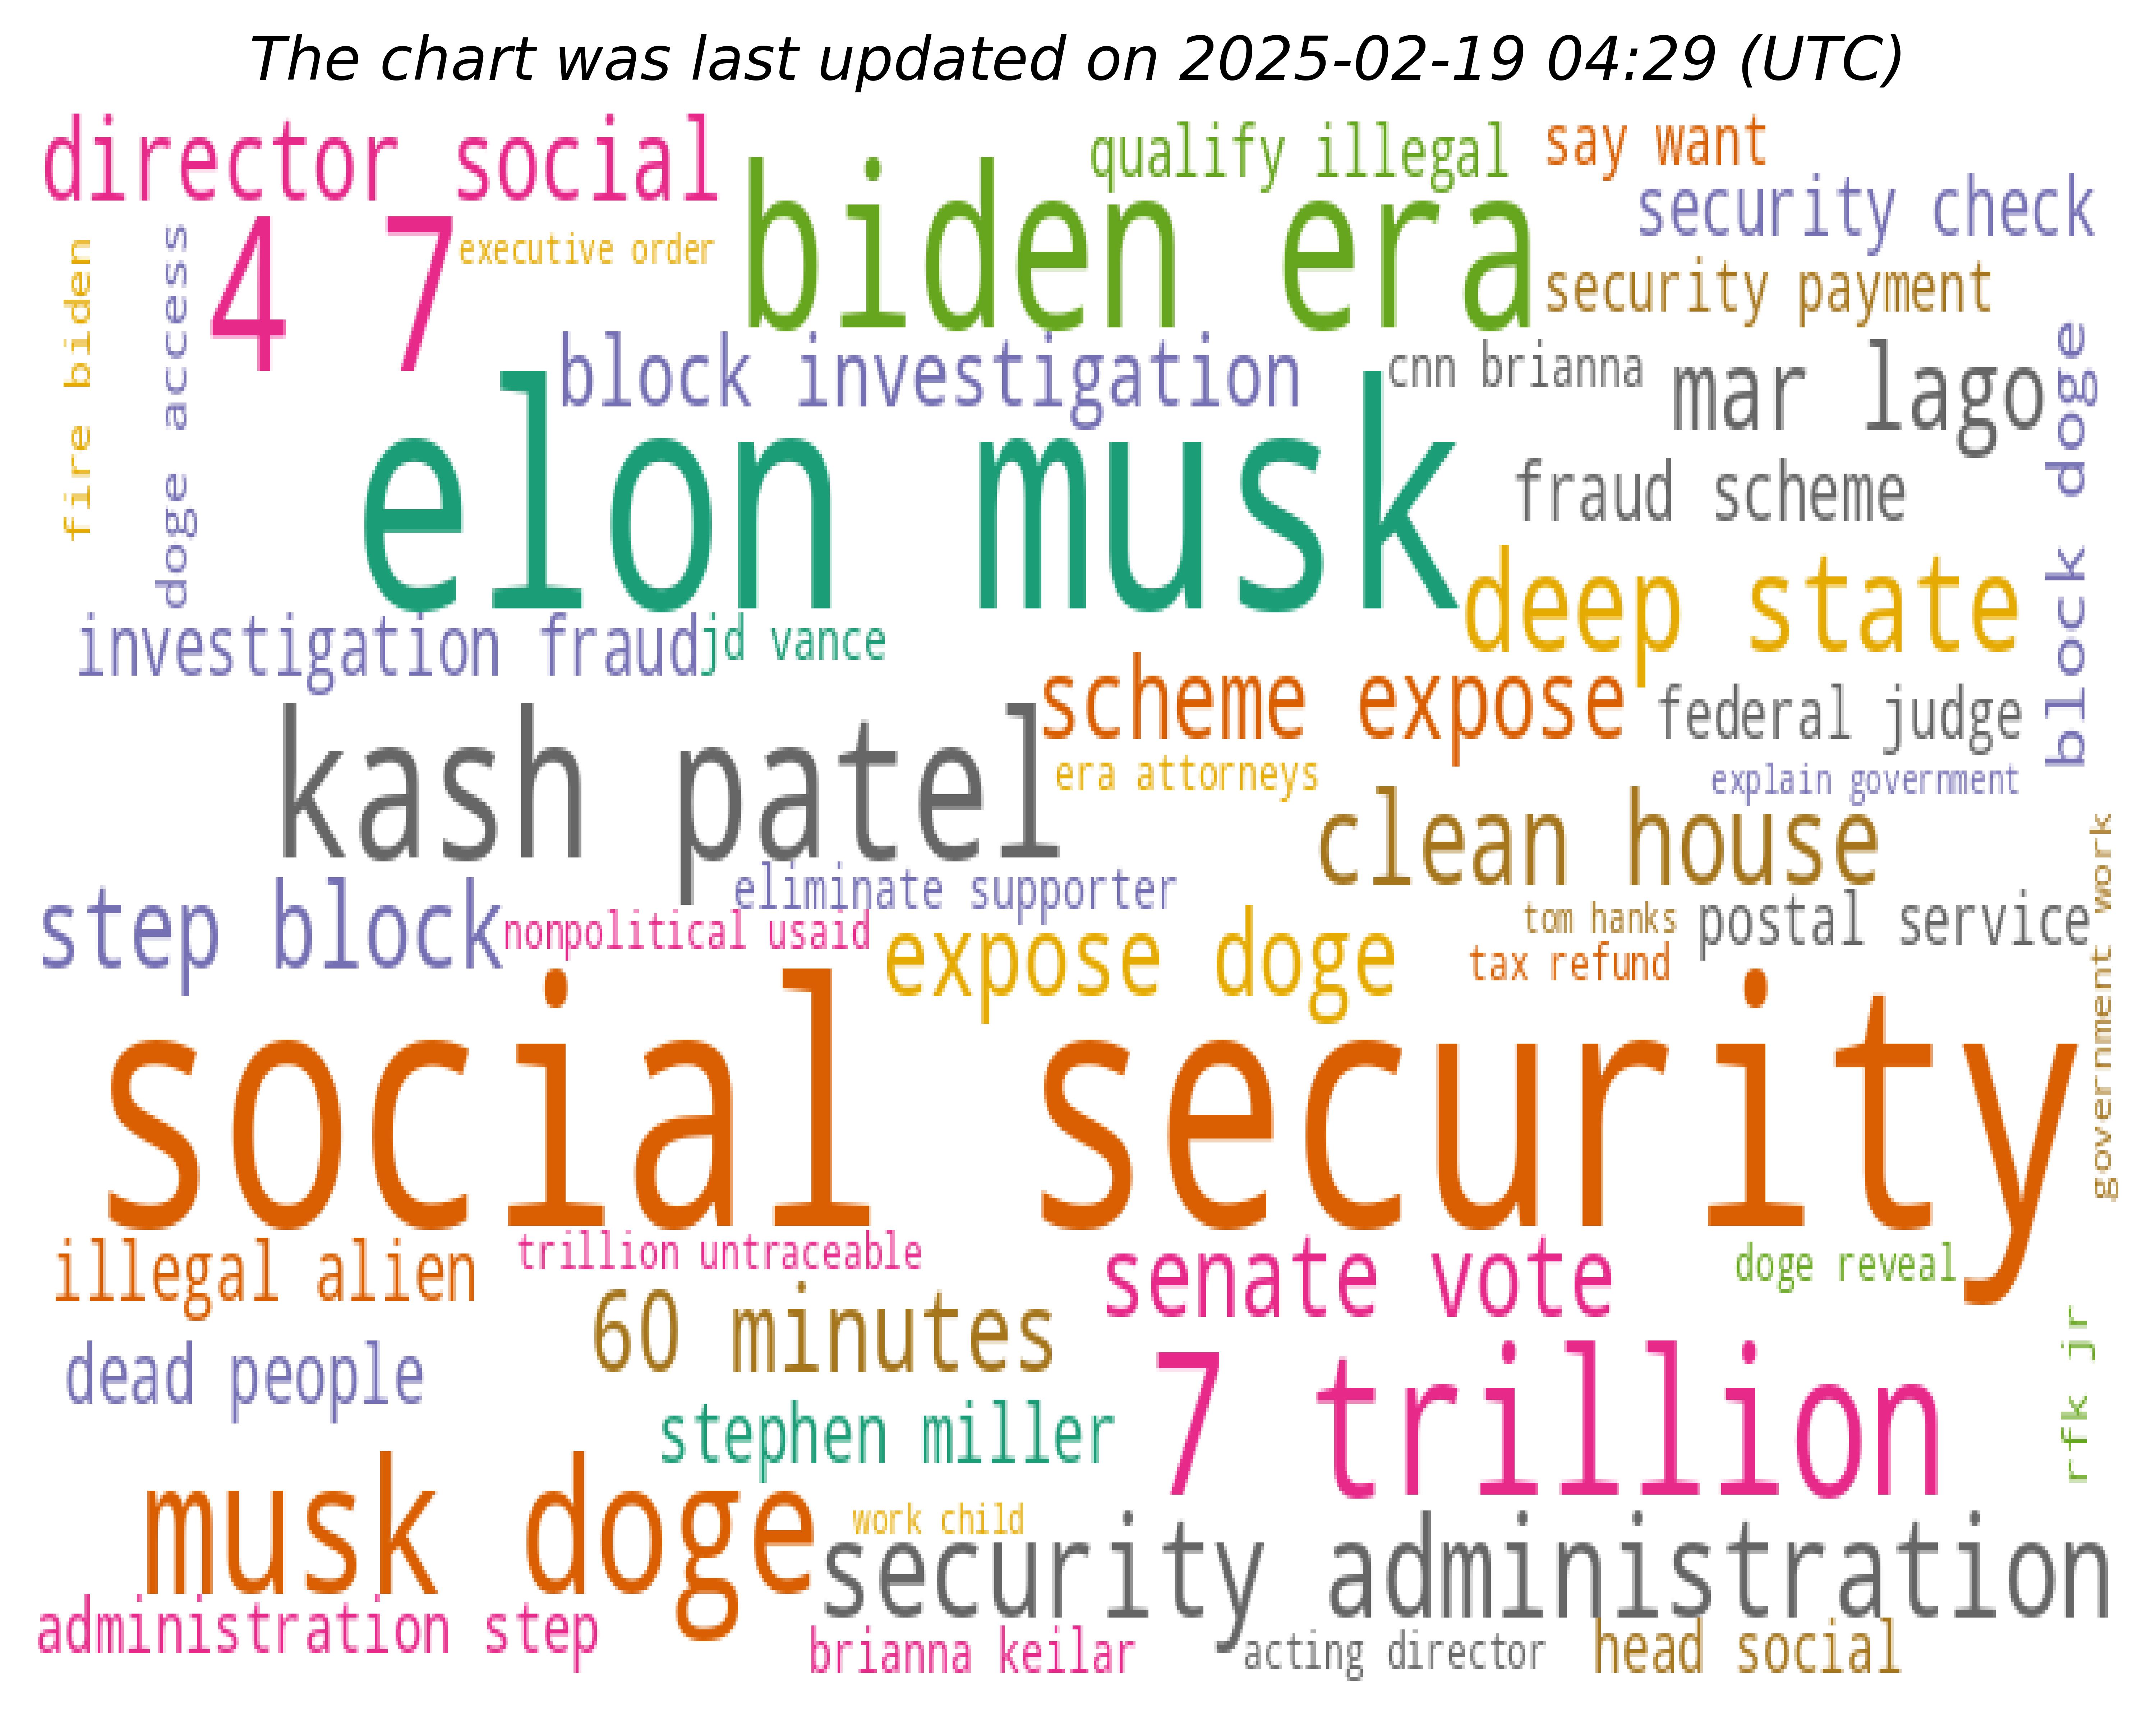 The chart was last updated on 2025-02-19 04:29 (UTC)
director social
qualify illegal
say want
security check
biden era
4 7
executive order
security payment
fire biden
doge access
block investigation
cnn brianna
mar lago
block doge
elon musk
fraud scheme
deep state
investigation fraud
jd vance
scheme expose
federal judge
kash patel
era attorneys
explain government
clean house
government work
eliminate supporter
step block
nonpolitical usaid
expose doge
tom hanks
postal service
tax refund
social security
illegal alien
trillion untraceable
senate vote
doge reveal
60 minutes
rfk jr
dead people
7 trillion
stephen miller
musk doge
work child
security administration
administration step
brianna keilar
acting director
head social